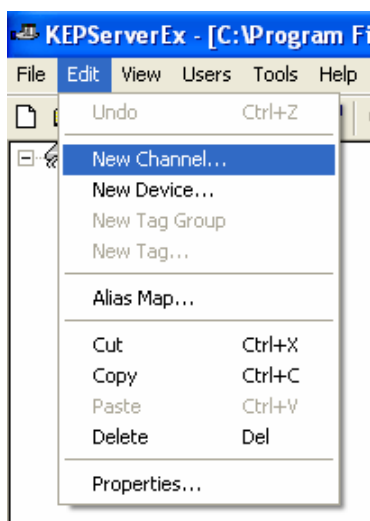 KEPServerEx - [C:\Program Fi
File Edit View Users Tools Help
Undo Ctrl+Z
New Channel...
New Device...
New Tag Group
New Tag...
Alias Map...
Cut Ctrl+X
Copy Ctrl+C
Paste Ctrl+V
Delete Del
Properties...